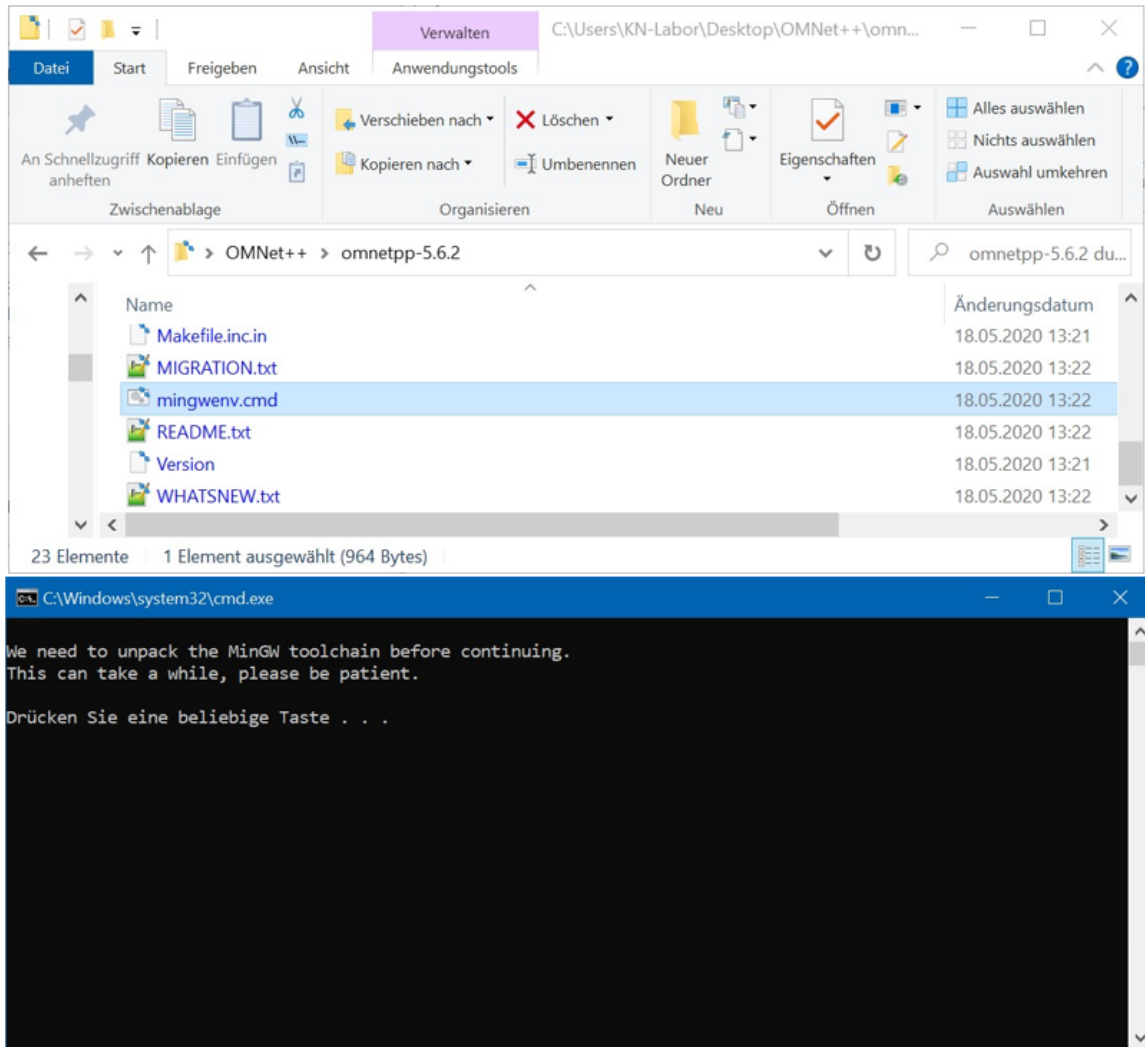 Verwalten
C:\Users\KN-Labor\Desktop\OMNet++\omn...
Datei Start Freigeben Ansicht Anwendungstools
An Schnellzugriff anheften
Kopieren
Einfügen
Verschieben nach
Kopieren nach
Löschen
Umbenennen
Neuer Ordner
Eigenschaften
Alles auswählen
Nichts auswählen
Auswahl umkehren
Zwischenablage Organisieren Neu Öffnen Auswählen
OMNet++ > omnetpp-5.6.2
omnetpp-5.6.2 du...
Name Änderungsdatum
Makefile.inc.in 18.05.2020 13:21
MIGRATION.txt 18.05.2020 13:22
mingwenv.cmd 18.05.2020 13:22
README.txt 18.05.2020 13:22
Version 18.05.2020 13:21
WHATSNEW.txt 18.05.2020 13:22
23 Elemente 1 Element ausgewählt (964 Bytes)
C:\Windows\system32\cmd.exe
We need to unpack the MinGW toolchain before continuing.
This can take a while, please be patient.
Drücken Sie eine beliebige Taste . . .